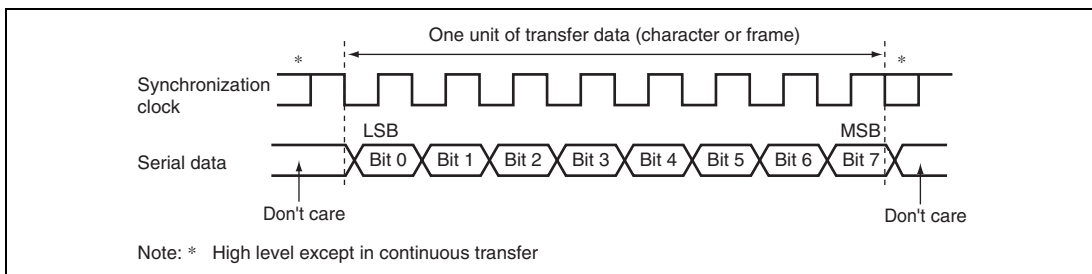 One unit of transfer data (character or frame)
* *
Synchronization
clock
LSB MSB
Serial data Bit 0 Bit 1 Bit 2 Bit 3 Bit 4 Bit 5 Bit 6 Bit 7
Don't care Don't care
Note: * High level except in continuous transfer